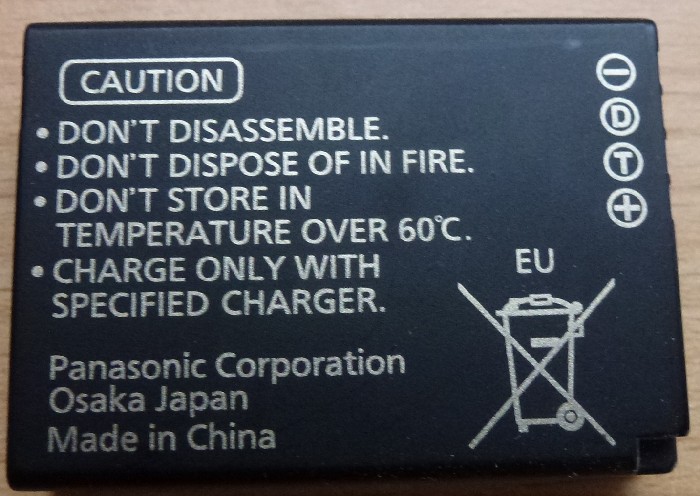 CAUTION
• DON'T DISASSEMBLE.
• DON'T DISPOSE OF IN FIRE.
• DON'T STORE IN
TEMPERATURE OVER 60℃.
• CHARGE ONLY WITH
SPECIFIED CHARGER.
Panasonic Corporation
Osaka Japan
Made in China
−
D
T
+
EU